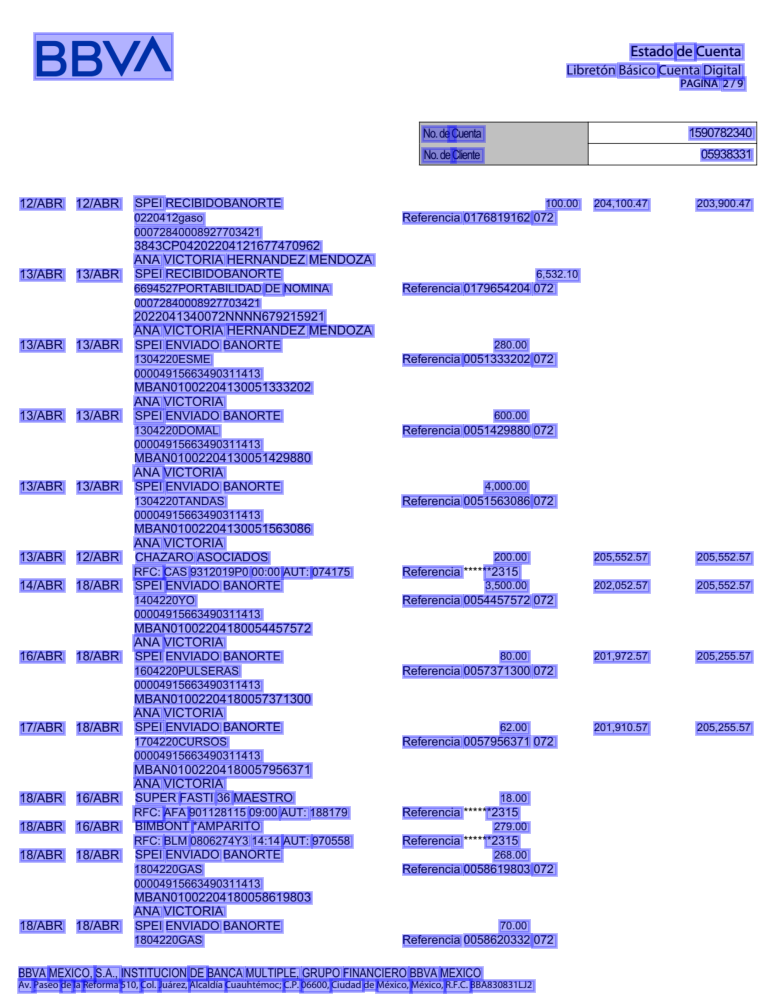 BBVA
Estado de Cuenta
Libretón Básico Cuenta Digital
PAGINA 2 / 9
No. de Cuenta 1590782340
No. de Cliente 05938331
12/ABR 12/ABR SPEI RECIBIDOBANORTE 100.00 204,100.47 203,900.47
0220412gaso Referencia 0176819162 072
00072840008927703421
3843CP04202204121677470962
ANA VICTORIA HERNANDEZ MENDOZA
13/ABR 13/ABR SPEI RECIBIDOBANORTE 6,532.10
6694527PORTABILIDAD DE NOMINA Referencia 0179654204 072
00072840008927703421
2022041340072NNNN679215921
ANA VICTORIA HERNANDEZ MENDOZA
13/ABR 13/ABR SPEI ENVIADO BANORTE 280.00
1304220ESME Referencia 0051333202 072
00004915663490311413
MBAN01002204130051333202
ANA VICTORIA
13/ABR 13/ABR SPEI ENVIADO BANORTE 600.00
1304220DOMAL Referencia 0051429880 072
00004915663490311413
MBAN01002204130051429880
ANA VICTORIA
13/ABR 13/ABR SPEI ENVIADO BANORTE 4,000.00
1304220TANDAS Referencia 0051563086 072
00004915663490311413
MBAN01002204130051563086
ANA VICTORIA
13/ABR 12/ABR CHAZARO ASOCIADOS 200.00 205,552.57 205,552.57
RFC: CAS 9312019P0 00:00 AUT: 074175 Referencia ******2315
14/ABR 18/ABR SPEI ENVIADO BANORTE 3,500.00 202,052.57 205,552.57
1404220YO Referencia 0054457572 072
00004915663490311413
MBAN01002204180054457572
ANA VICTORIA
16/ABR 18/ABR SPEI ENVIADO BANORTE 80.00 201,972.57 205,255.57
1604220PULSERAS Referencia 0057371300 072
00004915663490311413
MBAN01002204180057371300
ANA VICTORIA
17/ABR 18/ABR SPEI ENVIADO BANORTE 62.00 201,910.57 205,255.57
1704220CURSOS Referencia 0057956371 072
00004915663490311413
MBAN01002204180057956371
ANA VICTORIA
18/ABR 16/ABR SUPER FASTI 36 MAESTRO 18.00
RFC: AFA 901128115 09:00 AUT: 188179 Referencia ******2315
18/ABR 16/ABR BIMBONT *AMPARITO 279.00
RFC: BLM 0806274Y3 14:14 AUT: 970558 Referencia ******2315
18/ABR 18/ABR SPEI ENVIADO BANORTE 268.00
1804220GAS Referencia 0058619803 072
00004915663490311413
MBAN01002204180058619803
ANA VICTORIA
18/ABR 18/ABR SPEI ENVIADO BANORTE 70.00
1804220GAS Referencia 0058620332 072
BBVA MEXICO, S.A., INSTITUCION DE BANCA MULTIPLE, GRUPO FINANCIERO BBVA MEXICO
Av. Paseo de la Reforma 510, Col. Juárez, Alcaldía Cuauhtémoc; C.P. 06600, Ciudad de México, México, R.F.C. BBA830831LJ2